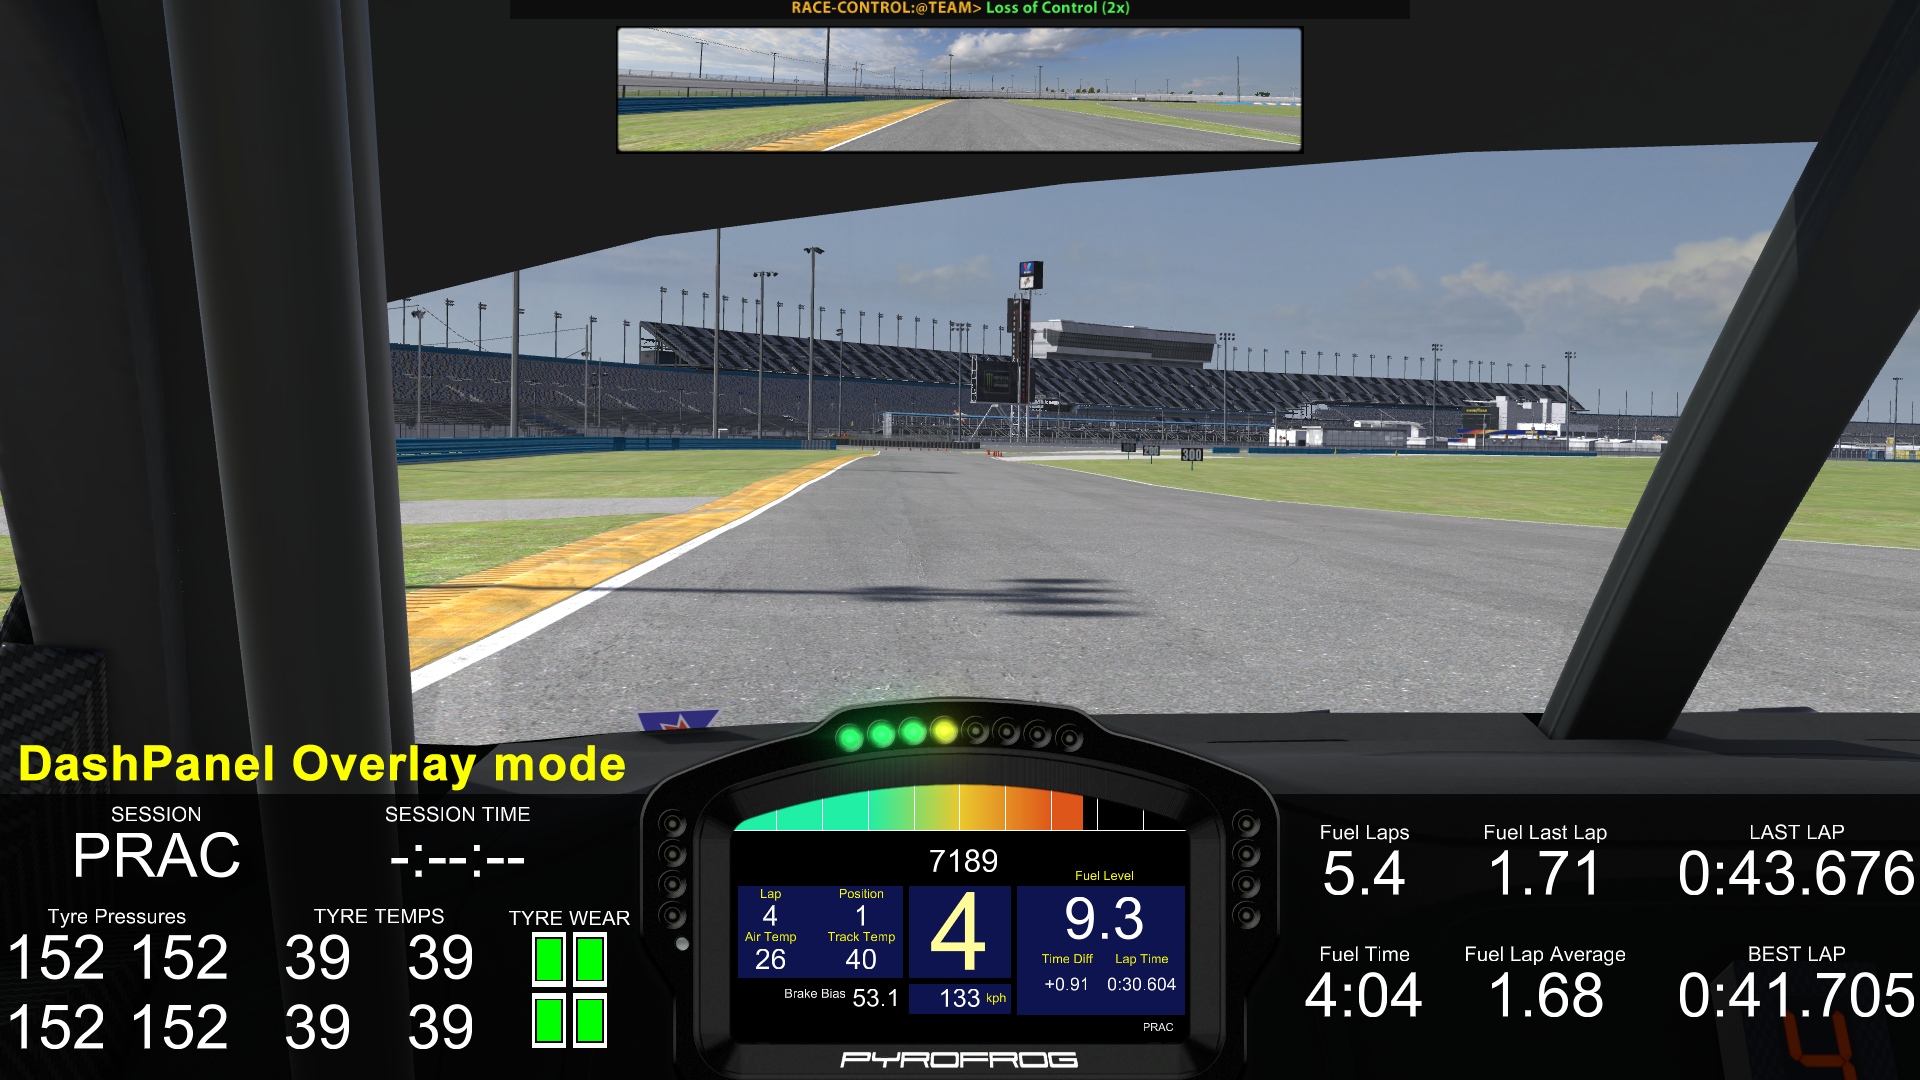 RACE-CONTROL:@TEAM> Loss of Control (2x)
300
DashPanel Overlay mode
SESSION
PRAC
SESSION TIME
-:--:--
Tyre Pressures
152 152
152 152
TYRE TEMPS
39 39
39 39
TYRE WEAR
7189
Lap
4
Position
1
Air Temp
26
Track Temp
40
Brake Bias 53.1
4
133 kph
Fuel Level
9.3
Time Diff
+0.91
Lap Time
0:30.604
PRAC
PYROFROG
Fuel Laps
5.4
Fuel Last Lap
1.71
LAST LAP
0:43.676
Fuel Time
4:04
Fuel Lap Average
1.68
BEST LAP
0:41.705
4